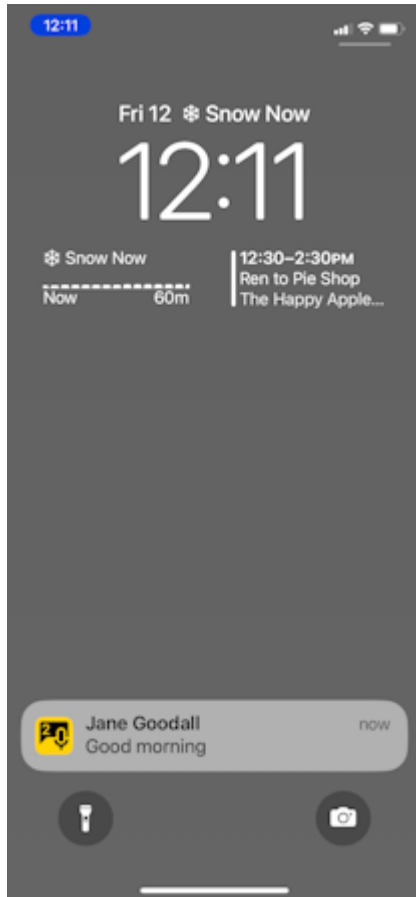 12:11
Fri 12 ❄ Snow Now
12:11
❄ Snow Now
Now 60m
12:30–2:30PM
Ren to Pie Shop
The Happy Apple...
Jane Goodall
now
Good morning